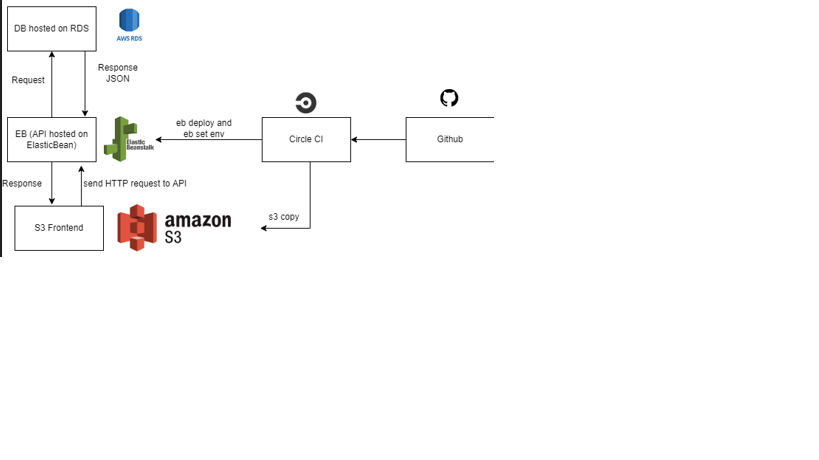 DB hosted on RDS
AWS RDS
Request
Response
JSON
EB (API hosted on
ElasticBean)
Elastic
Beanstalk
eb deploy and
eb set env
Circle CI
Github
Response
send HTTP request to API
S3 Frontend
amazon
S3
s3 copy